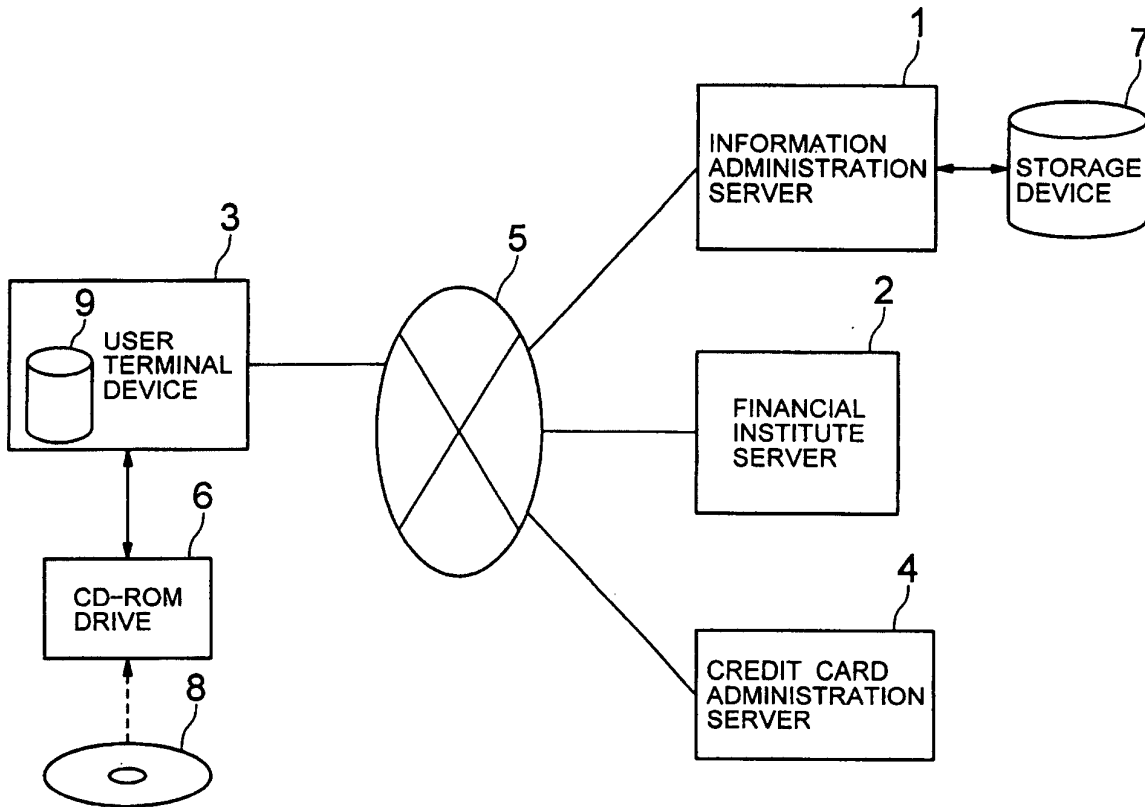 1
7
INFORMATION
ADMINISTRATION
SERVER
STORAGE
DEVICE
3
5
9
USER
TERMINAL
DEVICE
2
FINANCIAL
INSTITUTE
SERVER
6
CD-ROM
DRIVE
4
CREDIT CARD
ADMINISTRATION
SERVER
8